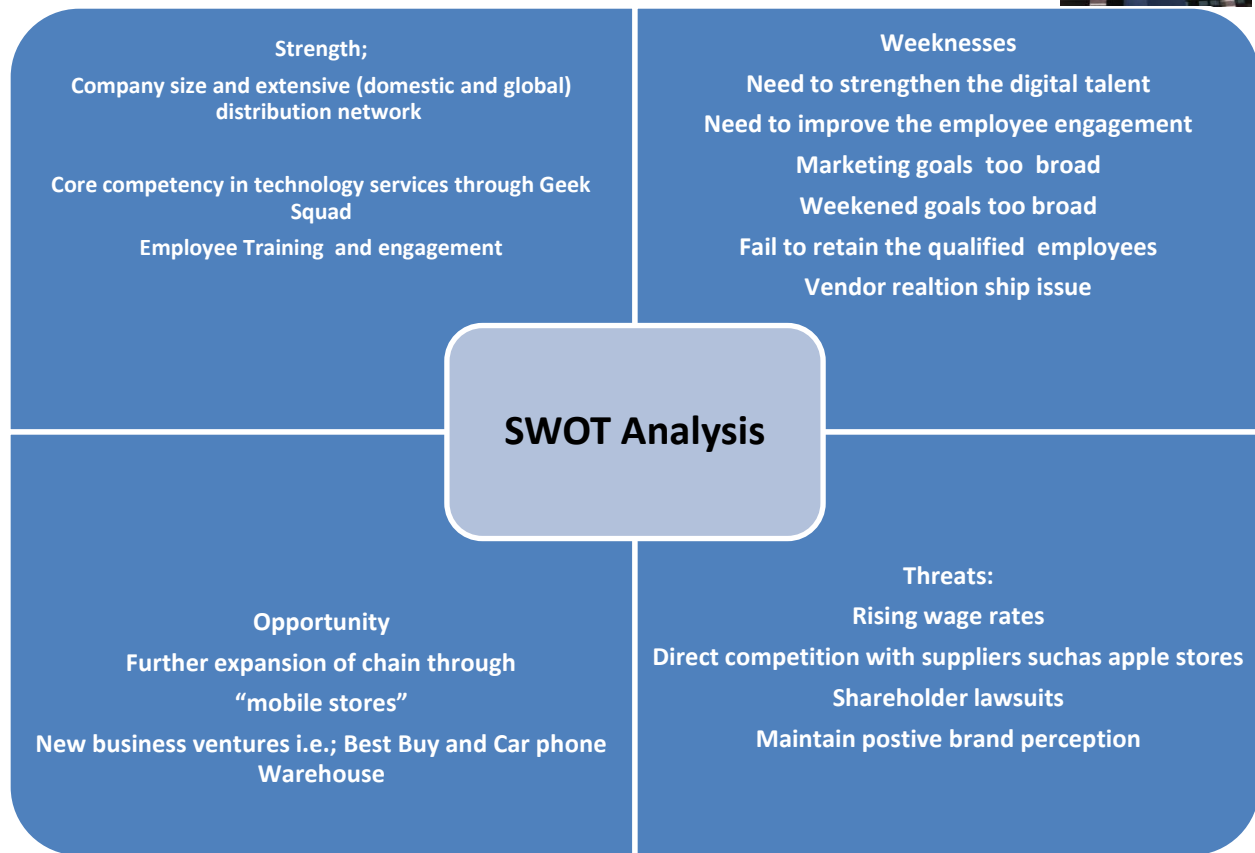 Strength;
Company size and extensive (domestic and global)
distribution network
Core competency in technology services through Geek
Squad
Employee Training and engagement
Weeknesses
Need to strengthen the digital talent
Need to improve the employee engagement
Marketing goals too broad
Weekened goals too broad
Fail to retain the qualified employees
Vendor realtion ship issue
SWOT Analysis
Opportunity
Further expansion of chain through
“mobile stores”
New business ventures i.e.; Best Buy and Car phone
Warehouse
Threats:
Rising wage rates
Direct competition with suppliers suchas apple stores
Shareholder lawsuits
Maintain postive brand perception